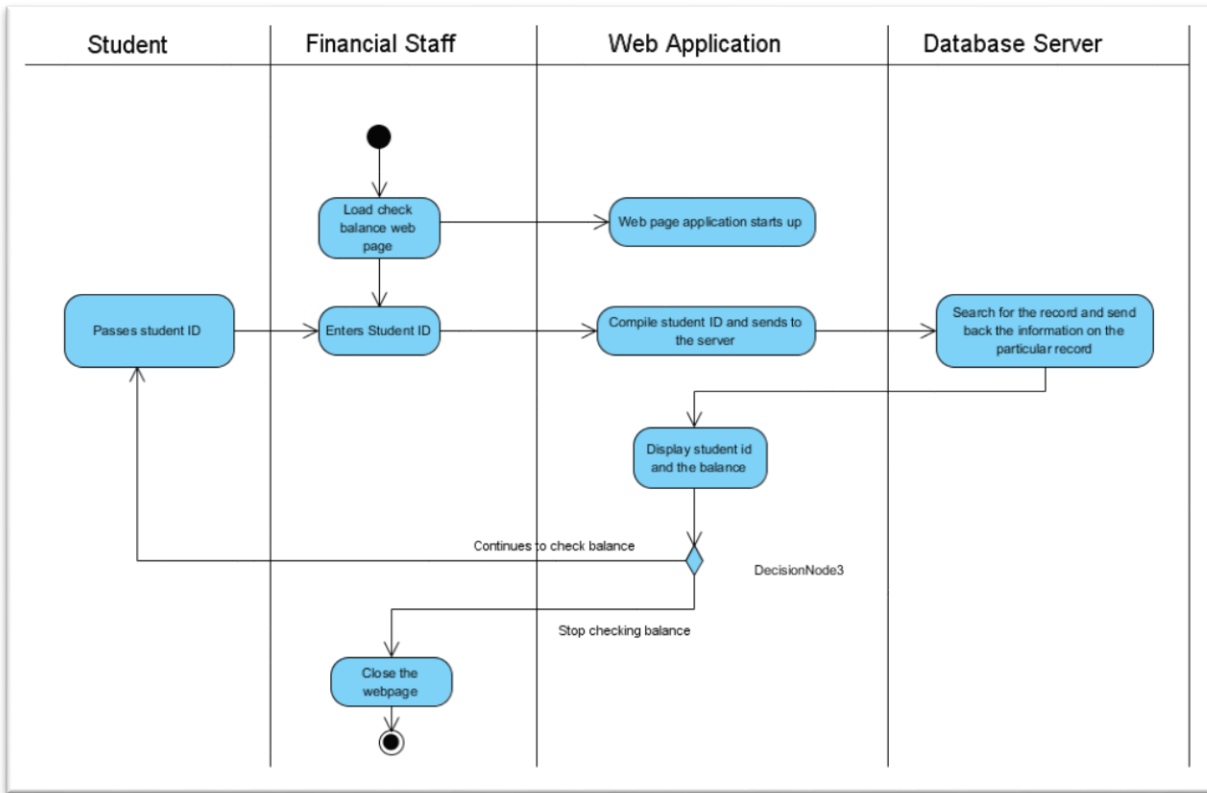 Student
Financial Staff
Web Application
Database Server
Load check
balance web
page
Web page application starts up
Passes student ID
Enters Student ID
Compile student ID and sends to
the server
Search for the record and send
back the information on the
particular record
Display student id
and the balance
Continues to check balance
DecisionNode3
Stop checking balance
Close the
webpage